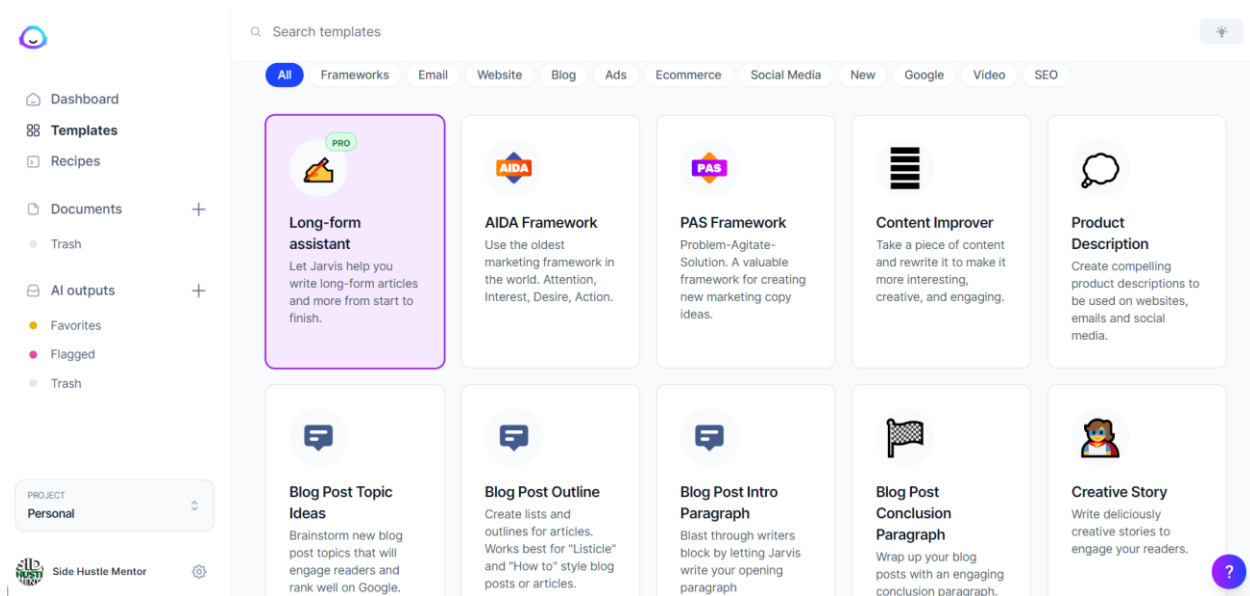 Search templates
All Frameworks Email Website Blog Ads Ecommerce Social Media New Google Video SEO
Dashboard
Templates
Recipes
Documents
Trash
AI outputs
Favorites
Flagged
Trash
PROJECT
Personal
SIDE
HUSTL
Side Hustle Mentor
PRO
Long-form
assistant
Let Jarvis help you
write long-form articles
and more from start to
finish.
AIDA
AIDA Framework
Use the oldest
marketing framework in
the world. Attention,
Interest, Desire, Action.
PAS
PAS Framework
Problem-Agitate-
Solution. A valuable
framework for creating
new marketing copy
ideas.
Content Improver
Take a piece of content
and rewrite it to make it
more interesting,
creative, and engaging.
Product
Description
Create compelling
product descriptions to
be used on websites,
emails and social
media.
Blog Post Topic
Ideas
Brainstorm new blog
post topics that will
engage readers and
rank well on Google.
Blog Post Outline
Create lists and
outlines for articles.
Works best for "Listicle"
and "How to" style blog
posts or articles.
Blog Post Intro
Paragraph
Blast through writers
block by letting Jarvis
write your opening
paragraph
Blog Post
Conclusion
Paragraph
Wrap up your blog
posts with an engaging
conclusion paragraph.
Creative Story
Write deliciously
creative stories to
engage your readers.
?